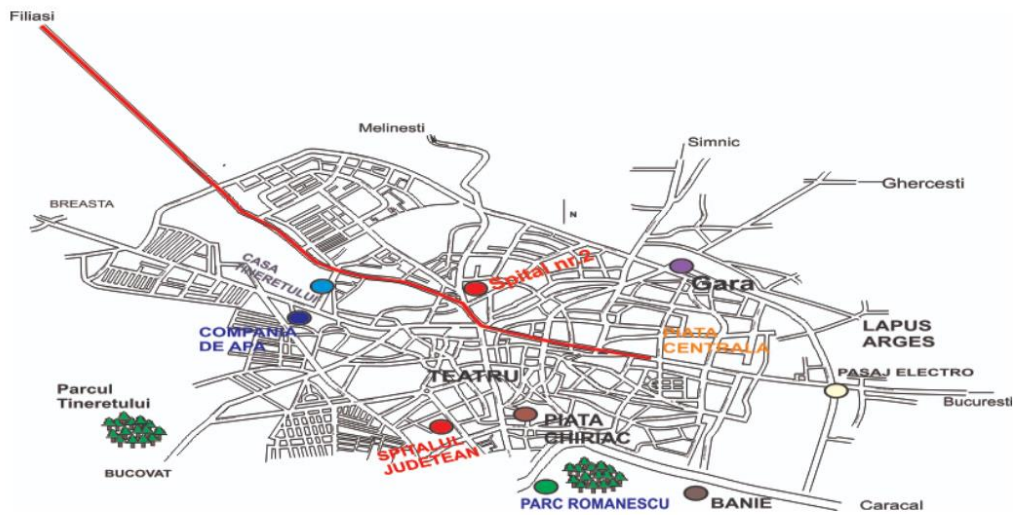 Filiasi
Melinesti
Simnic
Ghercesti
BREASTA
N
CASA
TINERETULUI
Spital nr.2
Gara
COMPANIA
DE APA
PIATA
CENTRALA
LAPUS
ARGES
TEATRU
PASAJ ELECTRO
Parcul
Tineretului
Bucuresti
PIATA
CHIRIAC
SPITALUL
JUDETEAN
BUCOVAT
PARC ROMANESCU
BANIE
Caracal